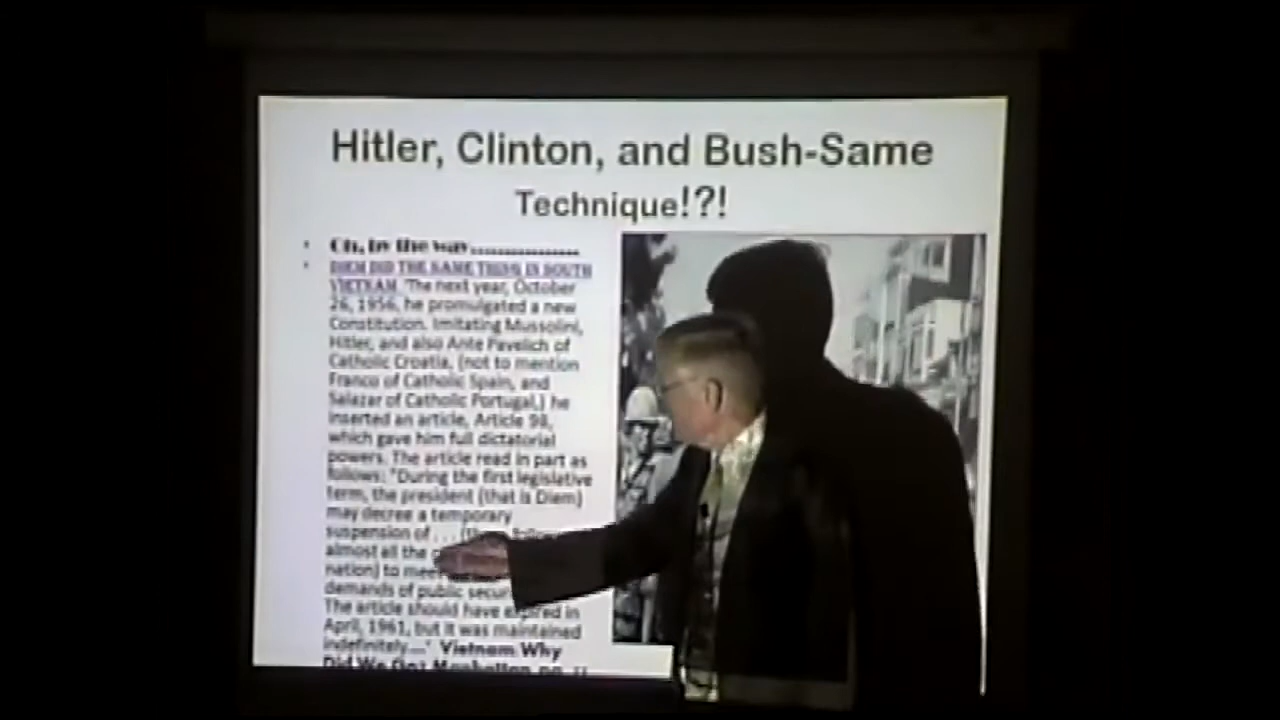 Hitler, Clinton, and Bush-Same
Technique!?!
• Oh, by the way....................
• DIEM DID THE SAME THING IN SOUTH
VIETNAM. 'The next year, October
26, 1956, he promulgated a new
Constitution. Imitating Mussolini,
Hitler, and also Ante Pavelich of
Catholic Croatia, (not to mention
Franco of Catholic Spain, and
Salazar of Catholic Portugal,) he
inserted an article, Article 98,
which gave him full dictatorial
powers. The article read in part as
follows: "During the first legislative
term, the president (that is Diem)
may decree a temporary
suspension of . . .
almost all the
nation) to meet
demands of public
The article should have expired in
April, 1961, but it was maintained
indefinitely...." Vietnam Why
Did We Go? Manhattan, pp.